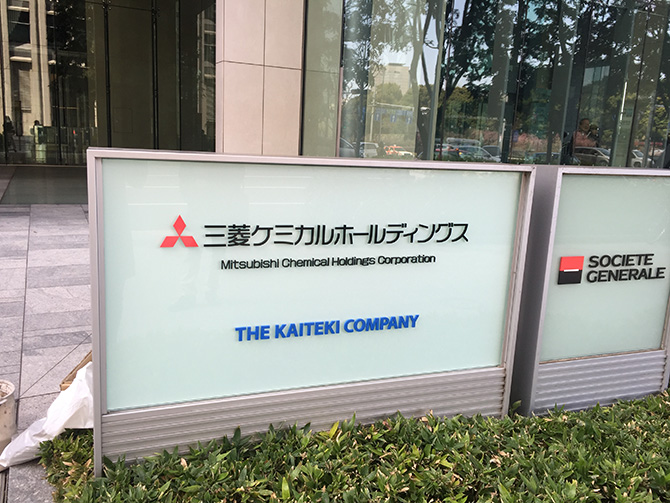 三菱ケミカルホールディングス
Mitsubishi Chemical Holdings Corporation
THE KAITEKI COMPANY
SOCIETE
GENERALE